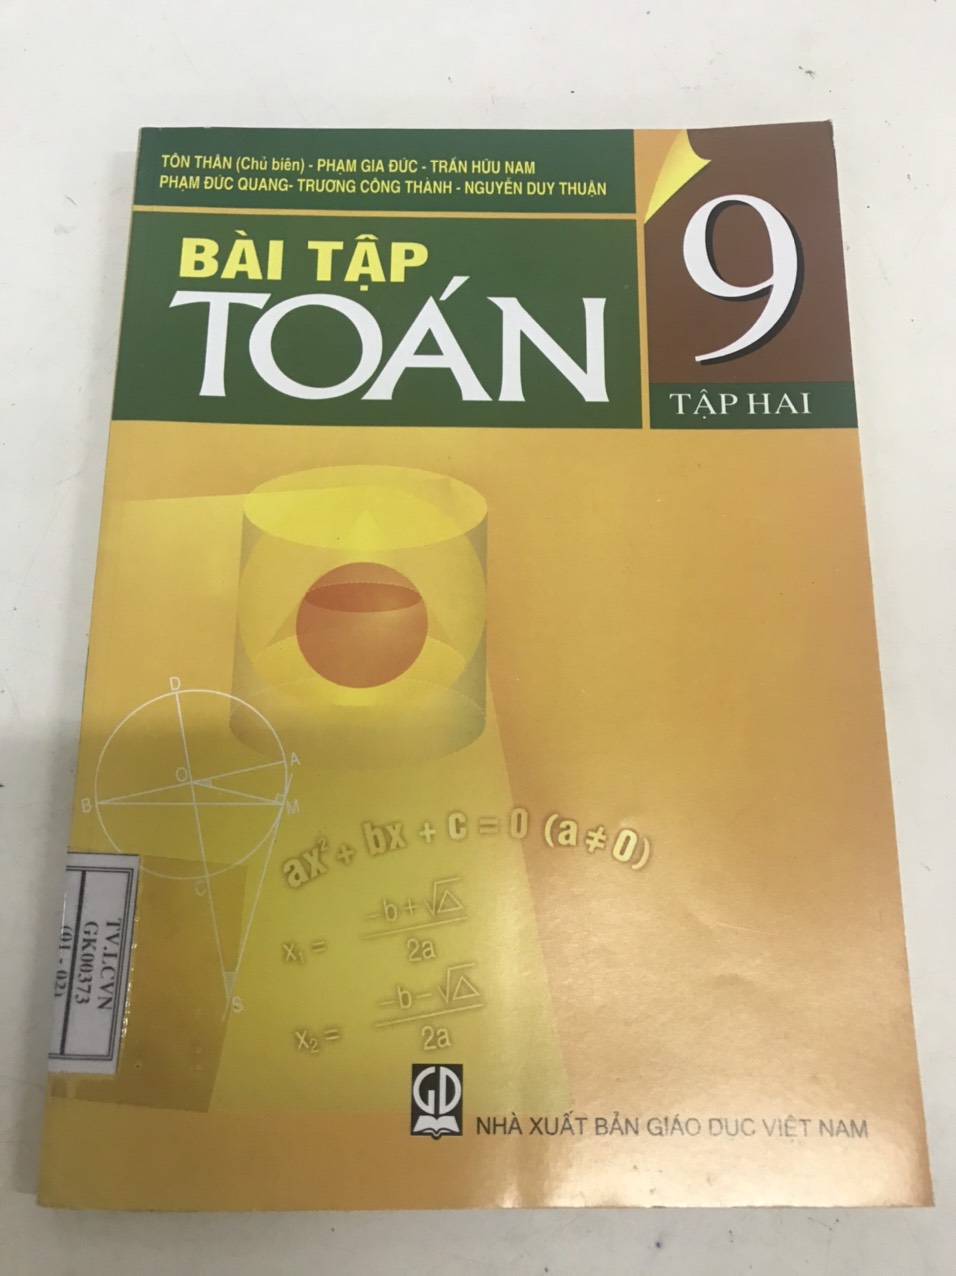 TÔN THÂN (Chủ biên) - PHẠM GIA ĐỨC - TRẦN HỮU NAM
PHẠM ĐỨC QUANG- TRƯƠNG CÔNG THÀNH - NGUYỄN DUY THUẬN
BÀI TẬP
TOÁN
9
TẬP HAI
D
O
A
B
M
C
S
ax² + bx + c = 0 (a ≠ 0)
x₁ = (-b + √Δ) / 2a
x₂ = (-b - √Δ) / 2a
TV.LCVN
GK00373
(01 - 02)
GD
NHÀ XUẤT BẢN GIÁO DỤC VIỆT NAM